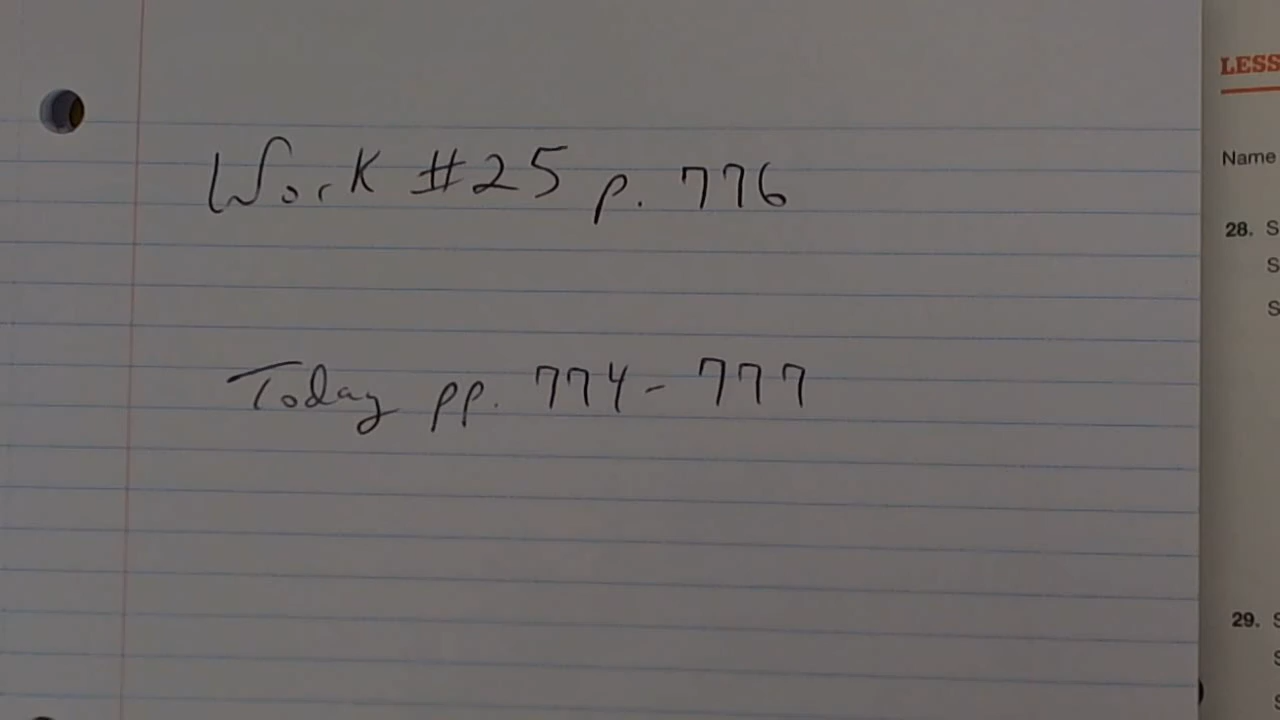 Work #25 p. 776
Today pp. 774 - 777
LESS
Name
28. S
S
S
29. S
S
S